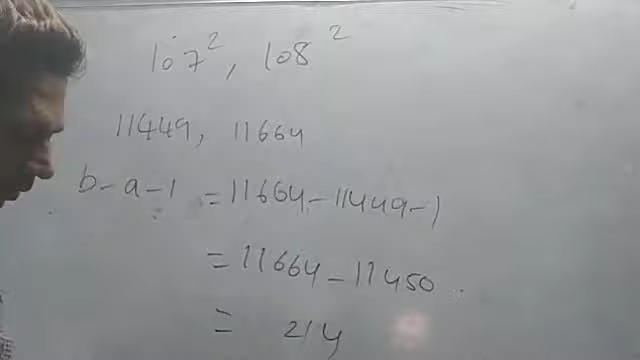 107², 108²
11449, 11664
b-a-1 = 11664-11449-1
= 11664-11450
= 214